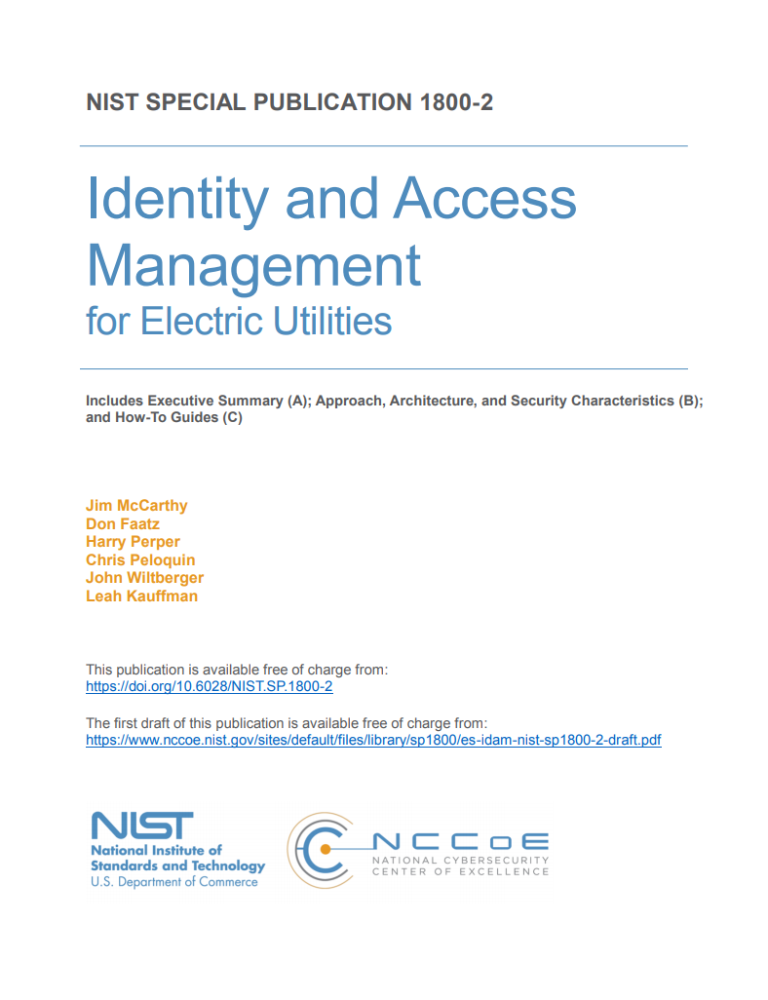 NIST SPECIAL PUBLICATION 1800-2
Identity and Access
Management
for Electric Utilities
Includes Executive Summary (A); Approach, Architecture, and Security Characteristics (B);
and How-To Guides (C)
Jim McCarthy
Don Faatz
Harry Perper
Chris Peloquin
John Wiltberger
Leah Kauffman
This publication is available free of charge from:
https://doi.org/10.6028/NIST.SP.1800-2
The first draft of this publication is available free of charge from:
https://www.nccoe.nist.gov/sites/default/files/library/sp1800/es-idam-nist-sp1800-2-draft.pdf
NIST
National Institute of
Standards and Technology
U.S. Department of Commerce
NCCoE
NATIONAL CYBERSECURITY
CENTER OF EXCELLENCE